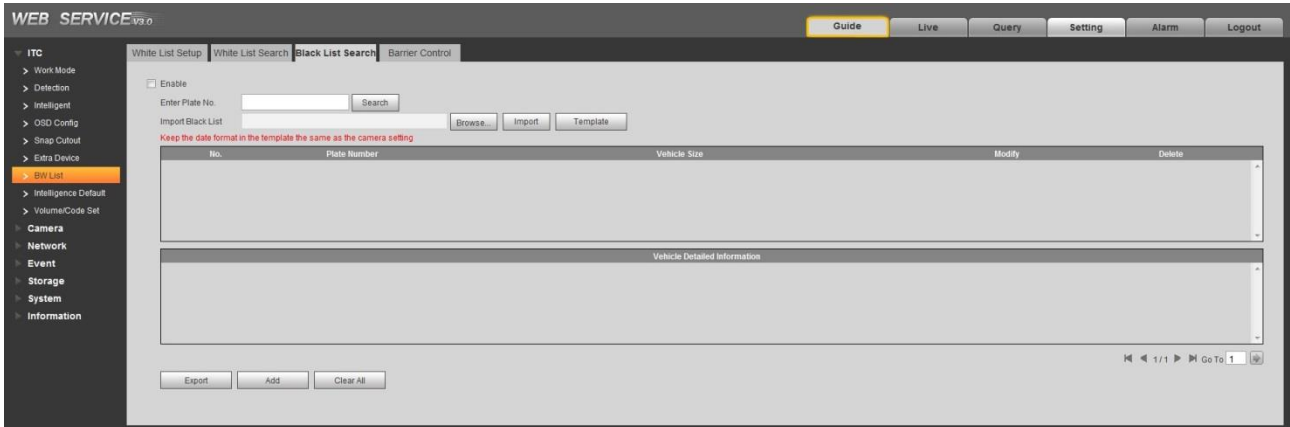 WEB SERVICE V3.0
Guide Live Query Setting Alarm Logout
ITC
Work Mode
Detection
Intelligent
OSD Config
Snap Cutout
Extra Device
BW List
Intelligence Default
Volume/Code Set
Camera
Network
Event
Storage
System
Information
White List Setup White List Search Black List Search Barrier Control
Enable
Enter Plate No. Search
Import Black List Browse... Import Template
Keep the date format in the template the same as the camera setting
No. Plate Number Vehicle Size Modify Delete
Vehicle Detailed Information
1/1 Go To 1
Export Add Clear All